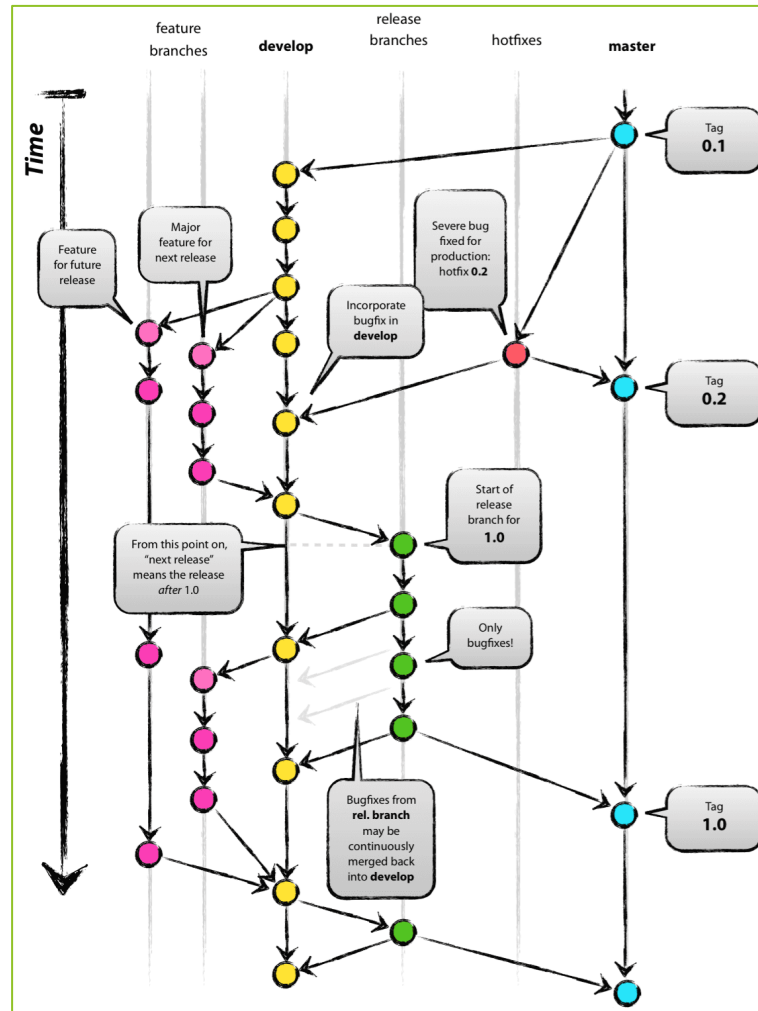 feature
branches
develop
release
branches
hotfixes
master
Time
Tag
0.1
Feature
for future
release
Major
feature for
next release
Severe bug
fixed for
production:
hotfix 0.2
Incorporate
bugfix in
develop
Tag
0.2
Start of
release
branch for
1.0
From this point on,
“next release”
means the release
after 1.0
Only
bugfixes!
Bugfixes from
rel. branch
may be
continuously
merged back
into develop
Tag
1.0